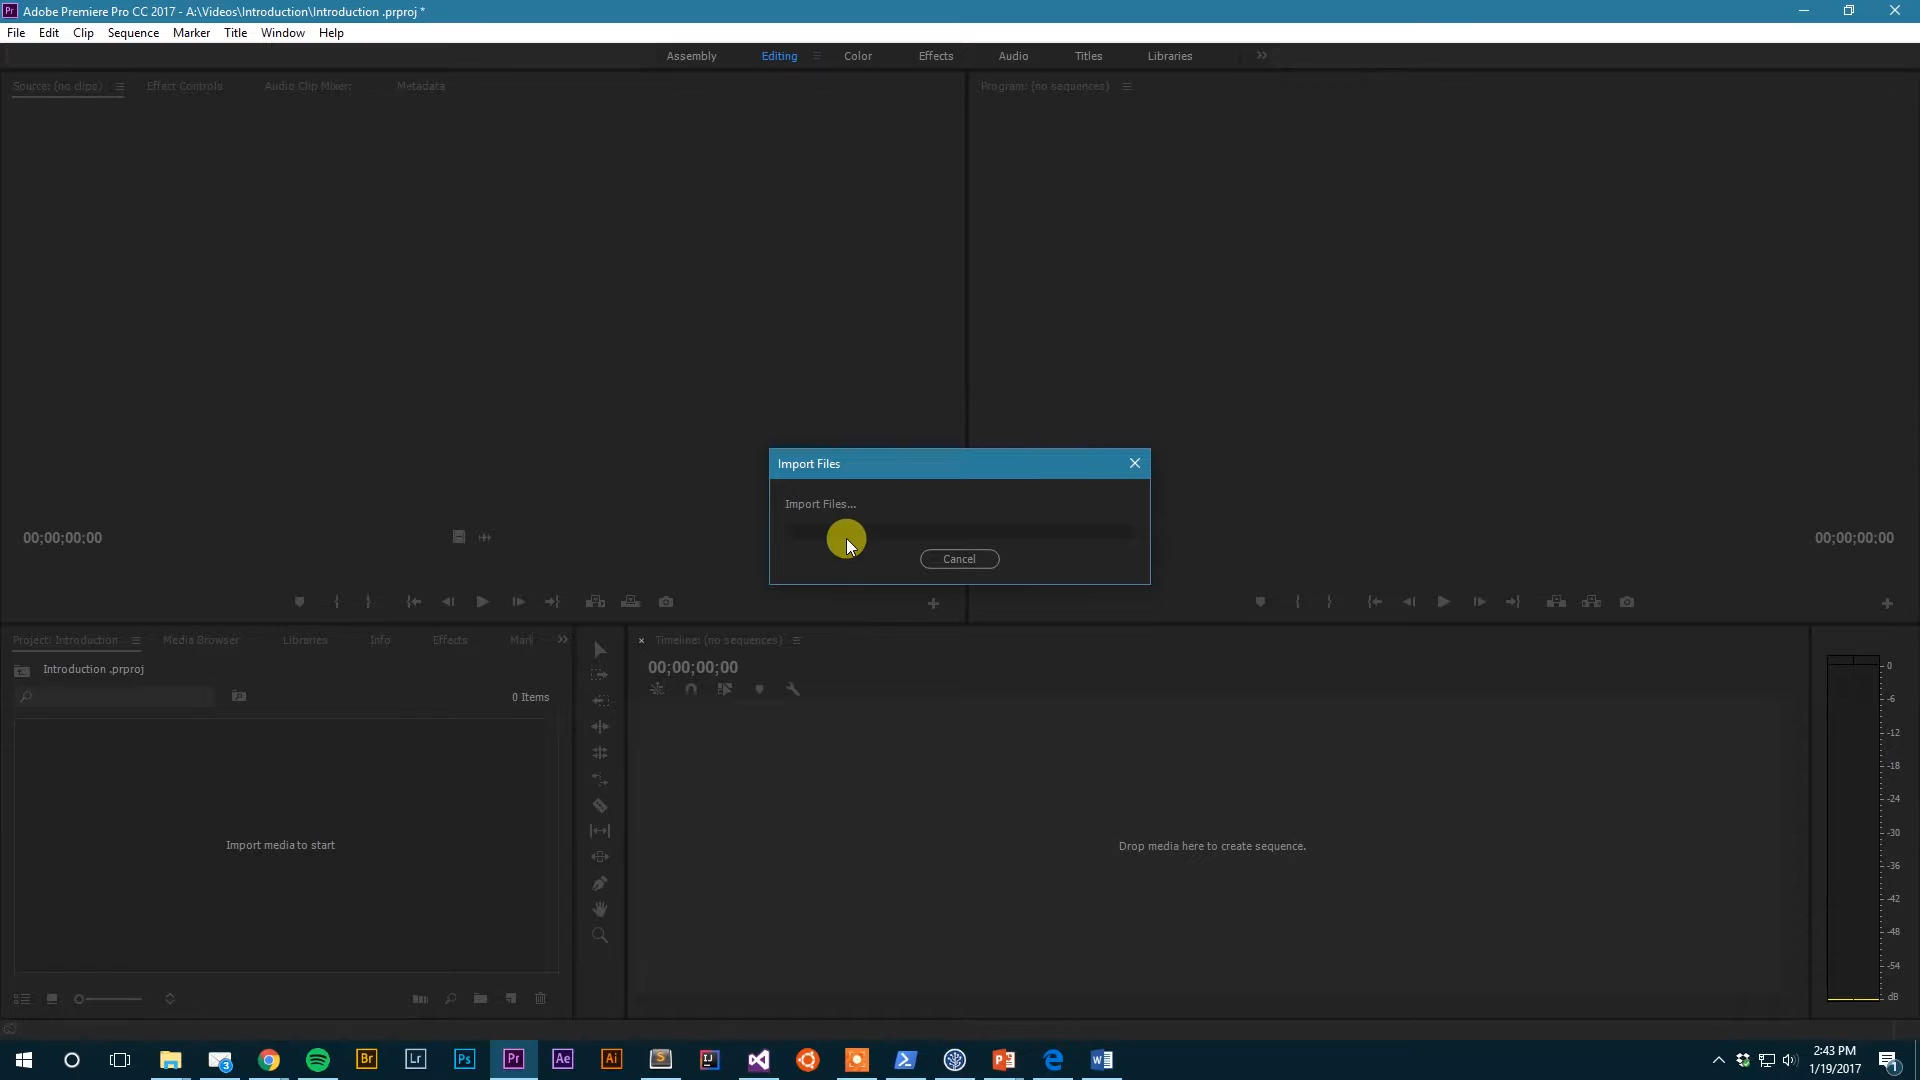 Pr Adobe Premiere Pro CC 2017 - A:\Videos\Introduction\Introduction .prproj *
File Edit Clip Sequence Marker Title Window Help
Assembly Editing Color Effects Audio Titles Libraries
Source: (no clips) Effect Controls Audio Clip Mixer: Metadata
Program: (no sequences)
Import Files
Import Files...
Cancel
00;00;00;00
00;00;00;00
Project: Introduction Media Browser Libraries Info Effects Mark
Introduction .prproj
0 Items
Import media to start
Timeline: (no sequences)
00;00;00;00
Drop media here to create sequence.
0
-6
-12
-18
-24
-30
-36
-42
-48
-54
dB
3 Br Lr Ps Pr Ae Ai S IJ P W
2:43 PM
1/19/2017
1